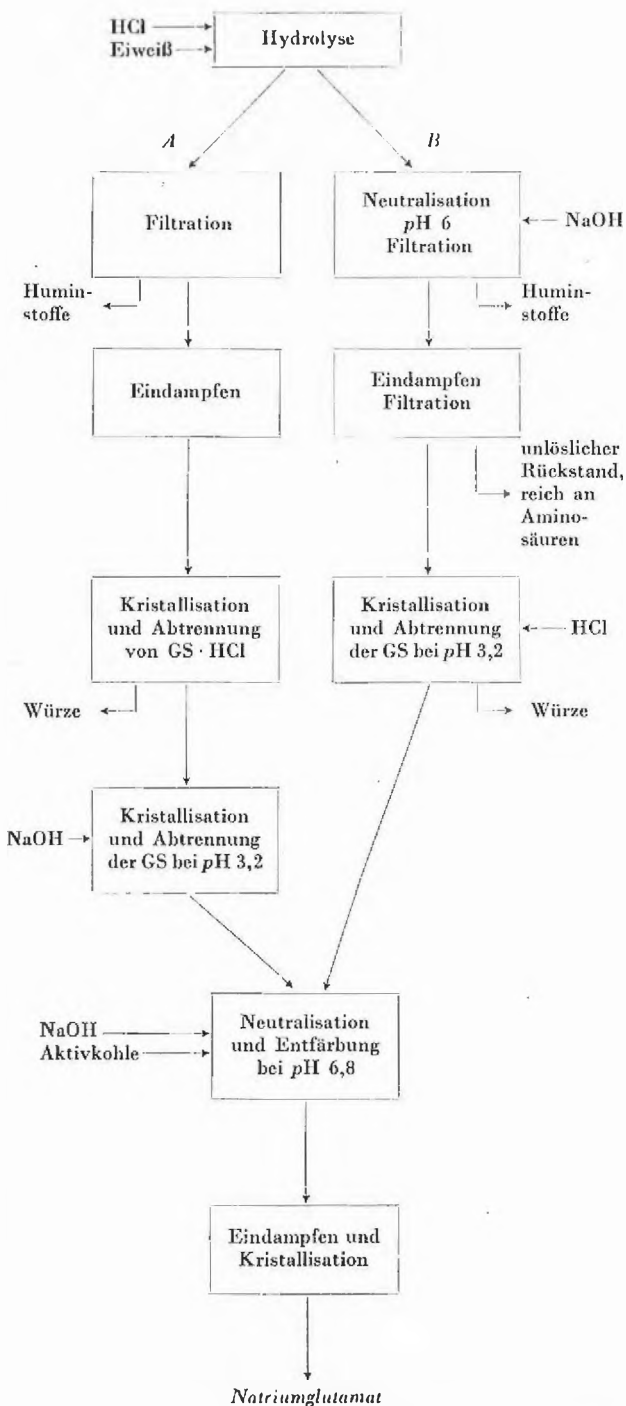 HCl
Eiweiß
Hydrolyse
A
B
Filtration
Neutralisation
pH 6
Filtration
NaOH
Humin-
stoffe
Humin-
stoffe
Eindampfen
Eindampfen
Filtration
unlöslicher
Rückstand,
reich an
Amino-
säuren
Kristallisation
und Abtrennung
von GS · HCl
Kristallisation
und Abtrennung
der GS bei pH 3,2
HCl
Würze
Würze
NaOH
Kristallisation
und Abtrennung
der GS bei pH 3,2
NaOH
Aktivkohle
Neutralisation
und Entfärbung
bei pH 6,8
Eindampfen und
Kristallisation
Natriumglutamat